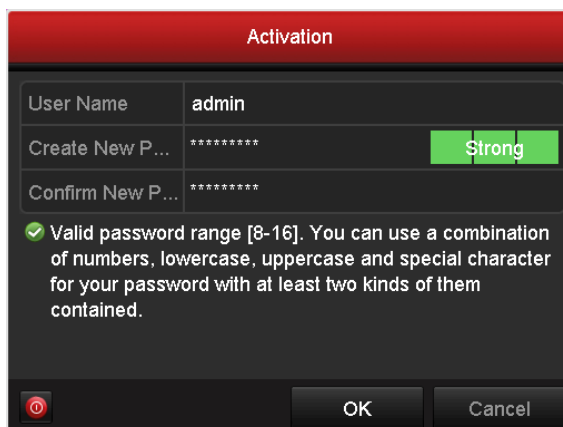 Activation
User Name admin
Create New P... ********* Strong
Confirm New P... *********
Valid password range [8-16]. You can use a combination
of numbers, lowercase, uppercase and special character
for your password with at least two kinds of them
contained.
OK Cancel